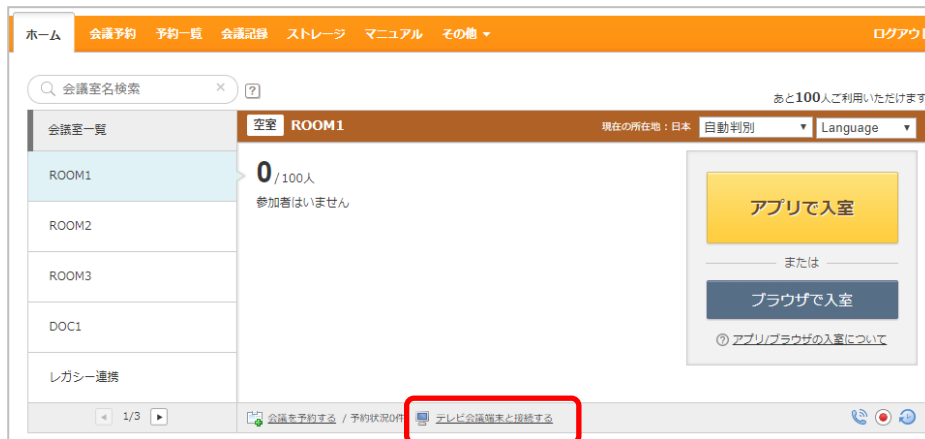 ホーム 会議予約 予約一覧 会議記録 ストレージ マニュアル その他 ▼ ログアウト
会議室名検索 × ?
あと100人ご利用いただけます
会議室一覧
空室 ROOM1 現在の所在地：日本 自動判別 ▼ Language ▼
ROOM1
0/100人
参加者はいません
アプリで入室
ROOM2
または
ROOM3
ブラウザで入室
DOC1
? アプリ/ブラウザの入室について
レガシー連携
1/3
会議を予約する / 予約状況0件 テレビ会議端末と接続する